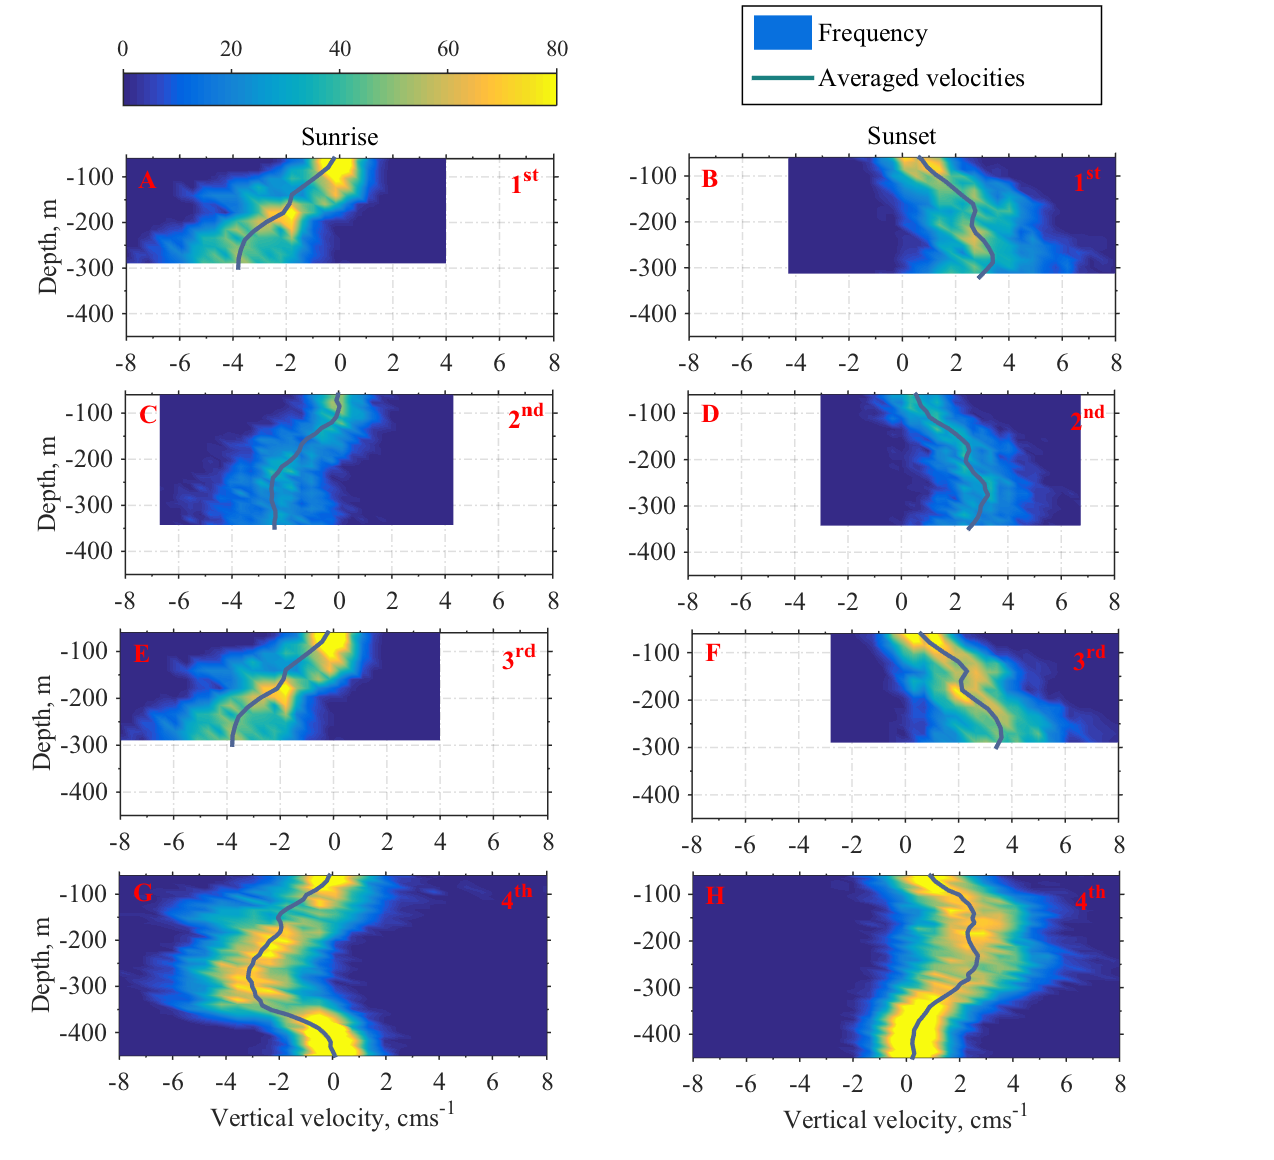 Frequency
Averaged velocities
0 20 40 60 80
Sunrise Sunset
A 1st B 1st
Depth, m
-100
-200
-300
-400
-8 -6 -4 -2 0 2 4 6 8
-100
-200
-300
-400
-8 -6 -4 -2 0 2 4 6 8
C 2nd D 2nd
Depth, m
-100
-200
-300
-400
-8 -6 -4 -2 0 2 4 6 8
-100
-200
-300
-400
-8 -6 -4 -2 0 2 4 6 8
E 3rd F 3rd
Depth, m
-100
-200
-300
-400
-8 -6 -4 -2 0 2 4 6 8
-100
-200
-300
-400
-8 -6 -4 -2 0 2 4 6 8
G 4th H 4th
Depth, m
-100
-200
-300
-400
-8 -6 -4 -2 0 2 4 6 8
Vertical velocity, cms-1
-100
-200
-300
-400
-8 -6 -4 -2 0 2 4 6 8
Vertical velocity, cms-1